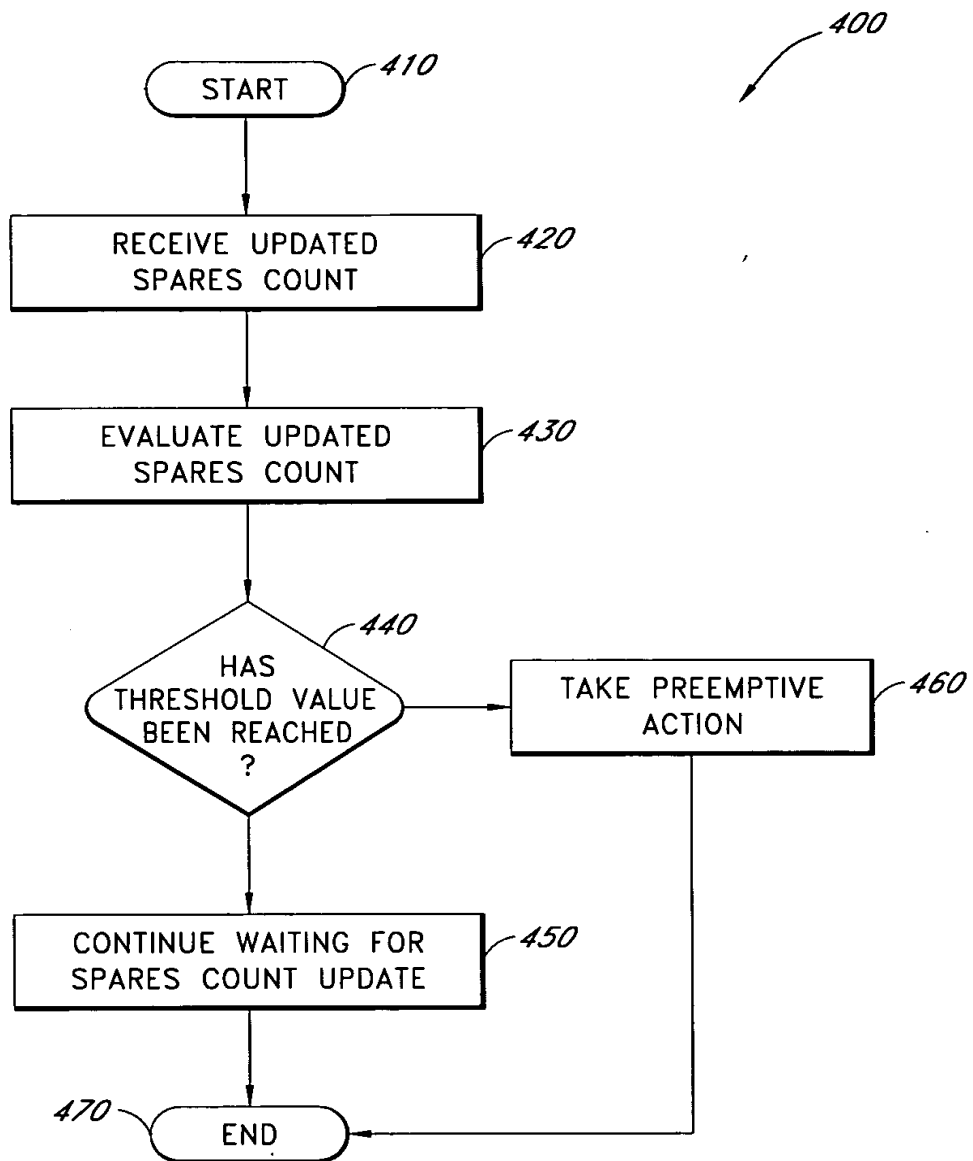 400
START
410
RECEIVE UPDATED
SPARES COUNT
420
EVALUATE UPDATED
SPARES COUNT
430
HAS
THRESHOLD VALUE
BEEN REACHED
?
440
TAKE PREEMPTIVE
ACTION
460
CONTINUE WAITING FOR
SPARES COUNT UPDATE
450
END
470